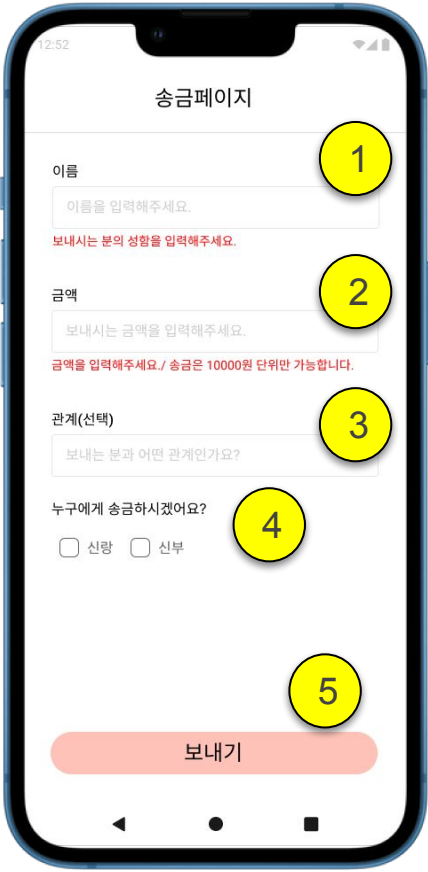 12:52
송금페이지
1
이름
이름을 입력해주세요.
보내시는 분의 성함을 입력해주세요.
2
금액
보내시는 금액을 입력해주세요.
금액을 입력해주세요./ 송금은 10000원 단위만 가능합니다.
3
관계(선택)
보내는 분과 어떤 관계인가요?
누구에게 송금하시겠어요?
4
신랑 신부
5
보내기